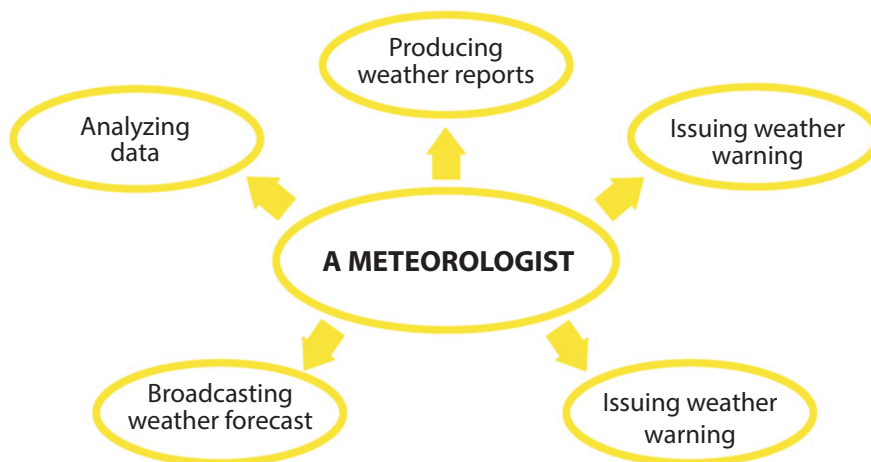 Producing
weather reports
Analyzing
data
Issuing weather
warning
A METEOROLOGIST
Broadcasting
weather forecast
Issuing weather
warning